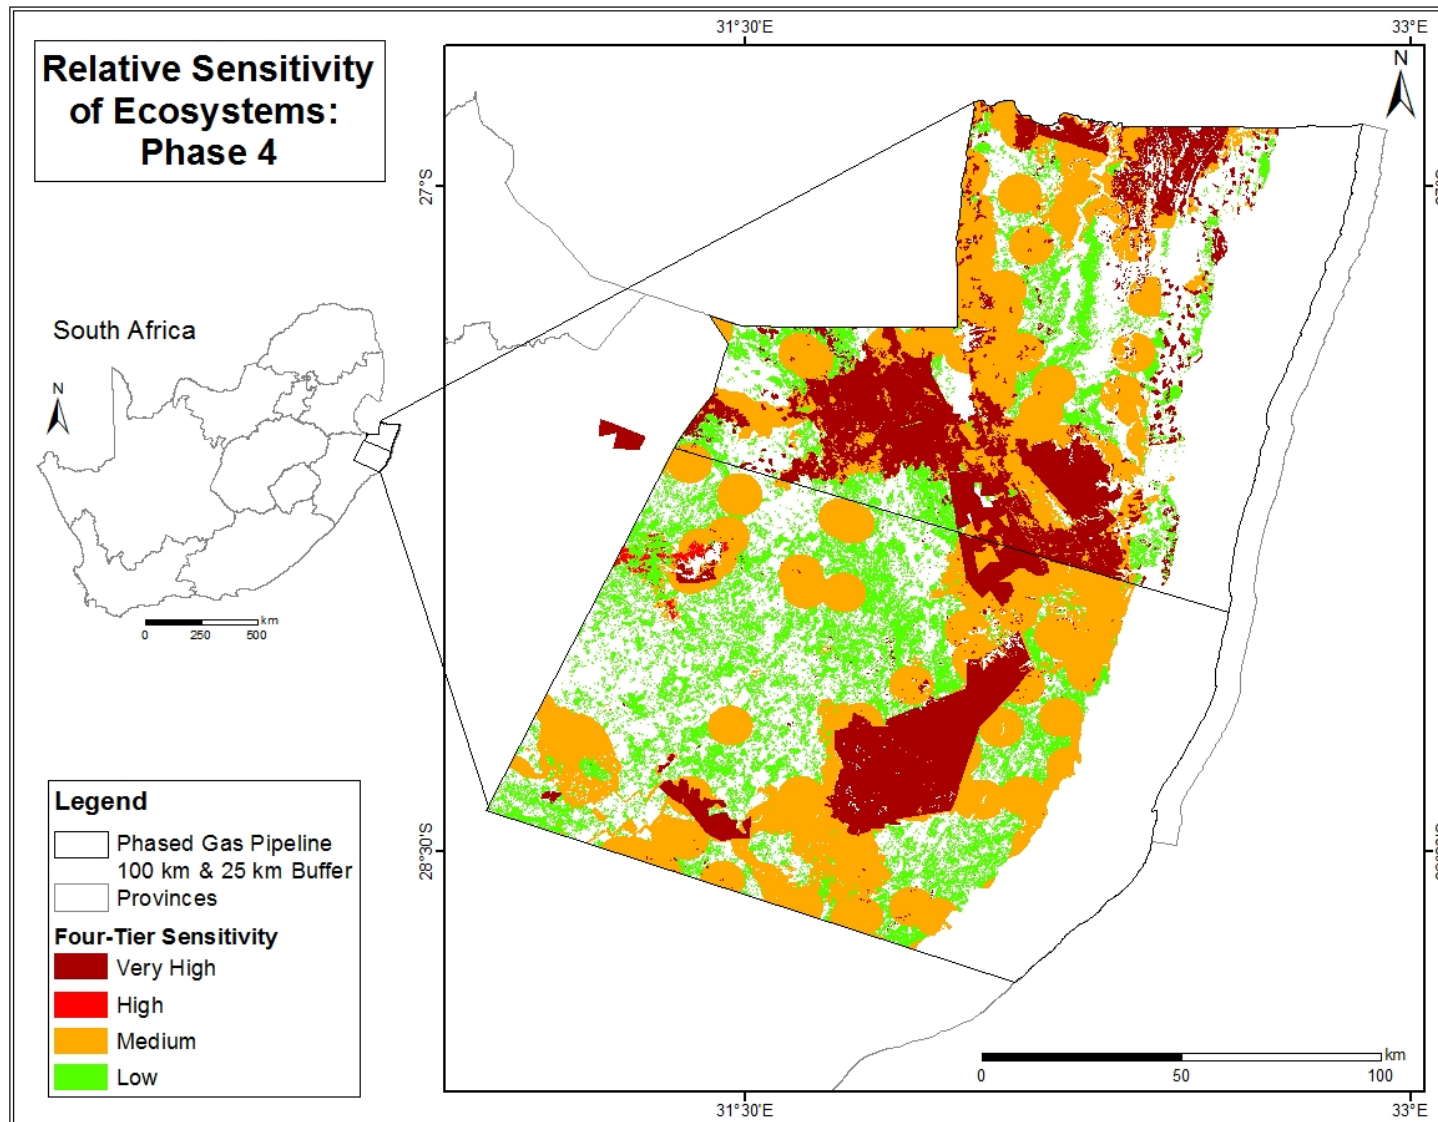 Relative Sensitivity
of Ecosystems:
Phase 4
31°30'E
33°E
N
27°S
South Africa
N
km
0 250 500
28°30'S
Legend
Phased Gas Pipeline
100 km & 25 km Buffer
Provinces
Four-Tier Sensitivity
Very High
High
Medium
Low
km
0 50 100
31°30'E
33°E